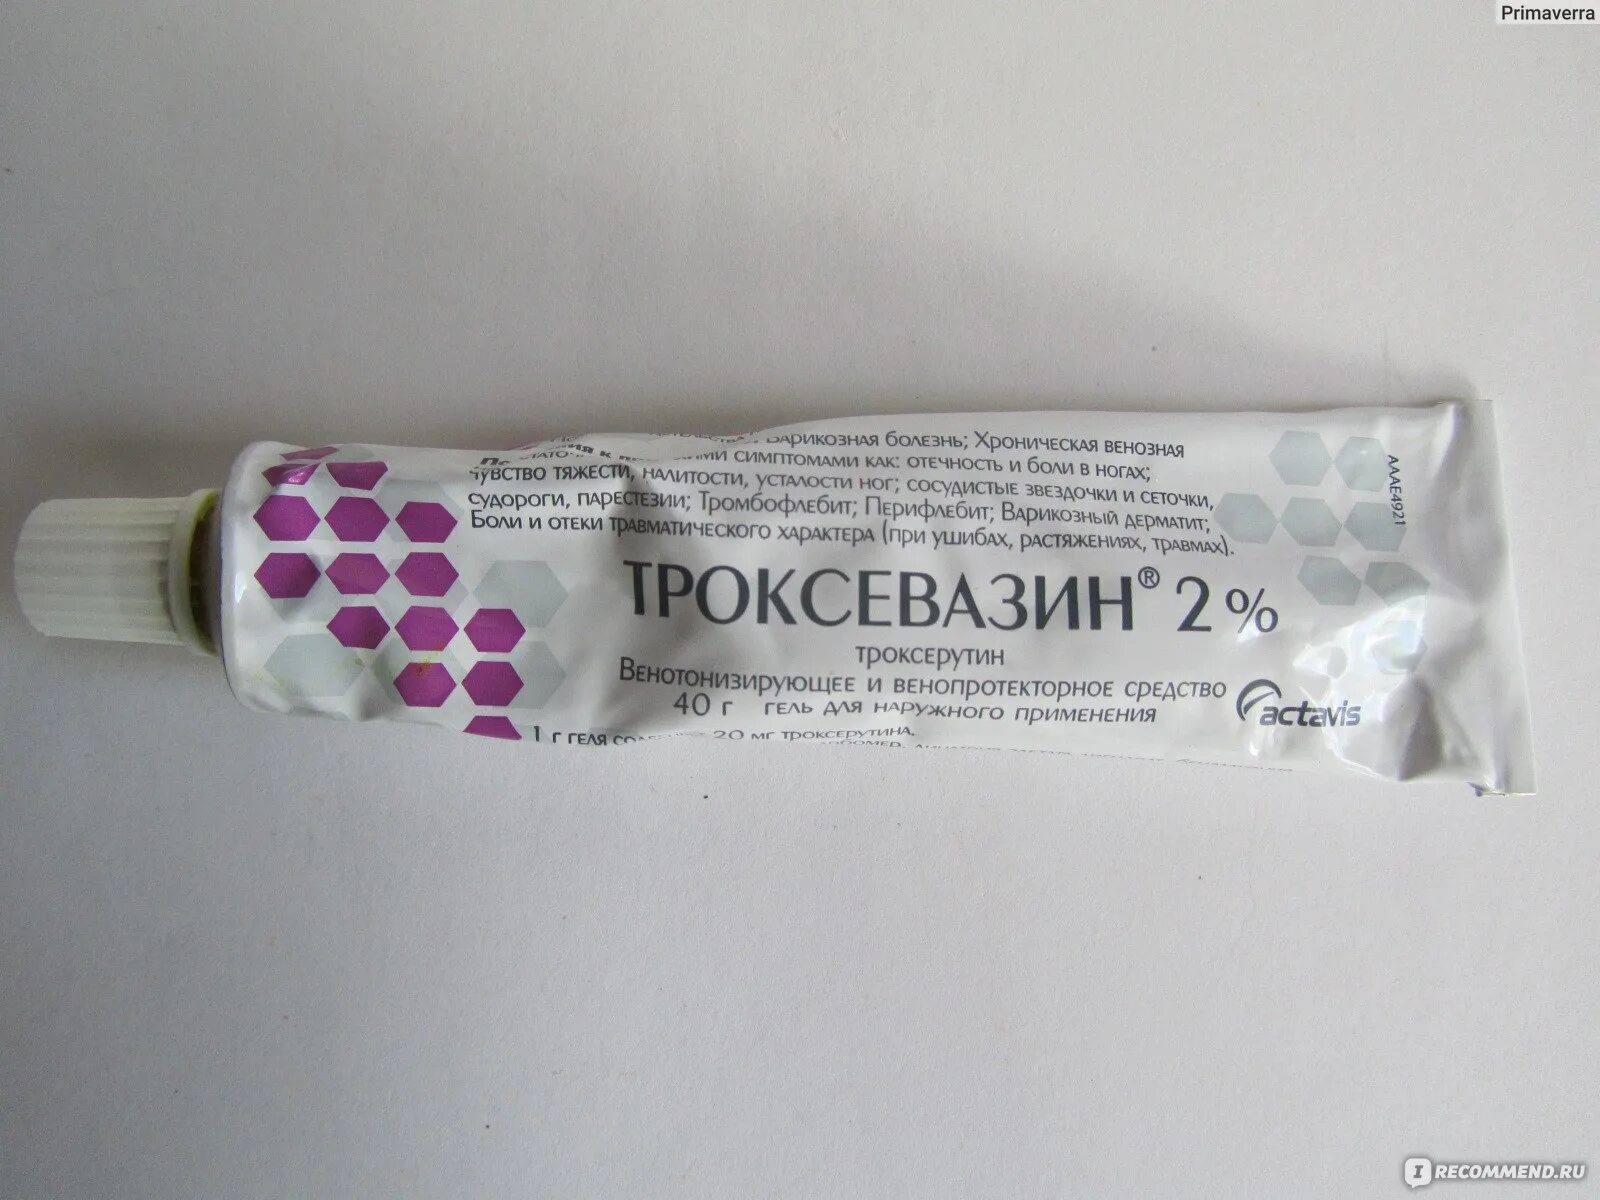 Primaverra
Варикозная болезнь; Хроническая венозная
симптомами как: отечность и боли в ногах;
чувство тяжести, налитости, усталости ног; сосудистые звездочки и сеточки,
судороги, парестезии; Тромбофлебит; Перифлебит; Варикозный дерматит;
Боли и отеки травматического характера (при ушибах, растяжениях, травмах).
AAAE4921
ТРОКСЕВАЗИН® 2%
троксерутин
Венотонизирующее и венопротекторное средство
40 г гель для наружного применения
actavis
1 г геля 20 мг троксерутина.
IRECOMMEND.RU